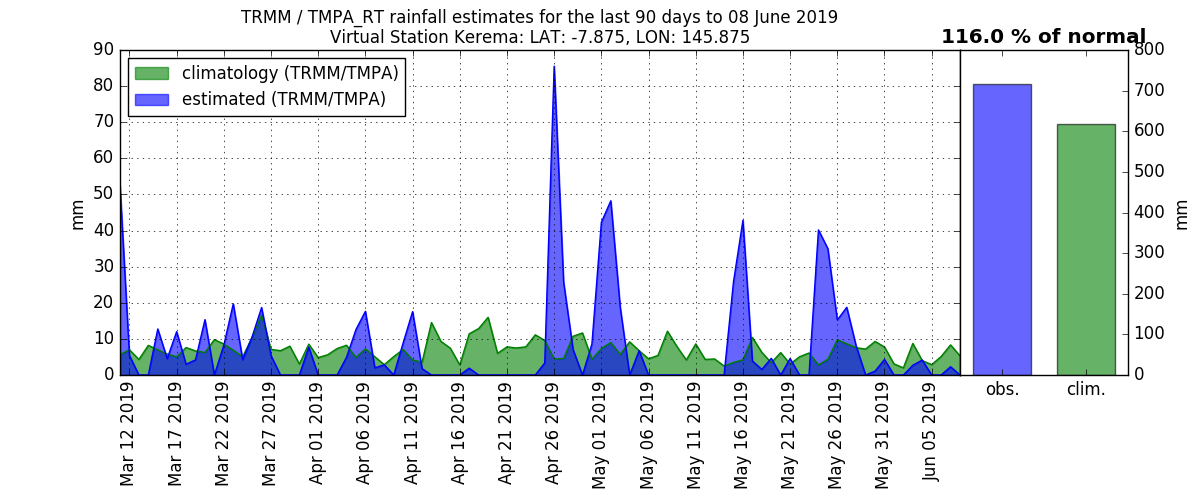 TRMM / TMPA_RT rainfall estimates for the last 90 days to 08 June 2019
Virtual Station Kerema: LAT: -7.875, LON: 145.875
116.0 % of normal
climatology (TRMM/TMPA)
estimated (TRMM/TMPA)
90
80
70
60
50
40
30
20
10
0
mm
Mar 12 2019
Mar 17 2019
Mar 22 2019
Mar 27 2019
Apr 01 2019
Apr 06 2019
Apr 11 2019
Apr 16 2019
Apr 21 2019
Apr 26 2019
May 01 2019
May 06 2019
May 11 2019
May 16 2019
May 21 2019
May 26 2019
May 31 2019
Jun 05 2019
obs.
clim.
800
700
600
500
400
300
200
100
0
mm